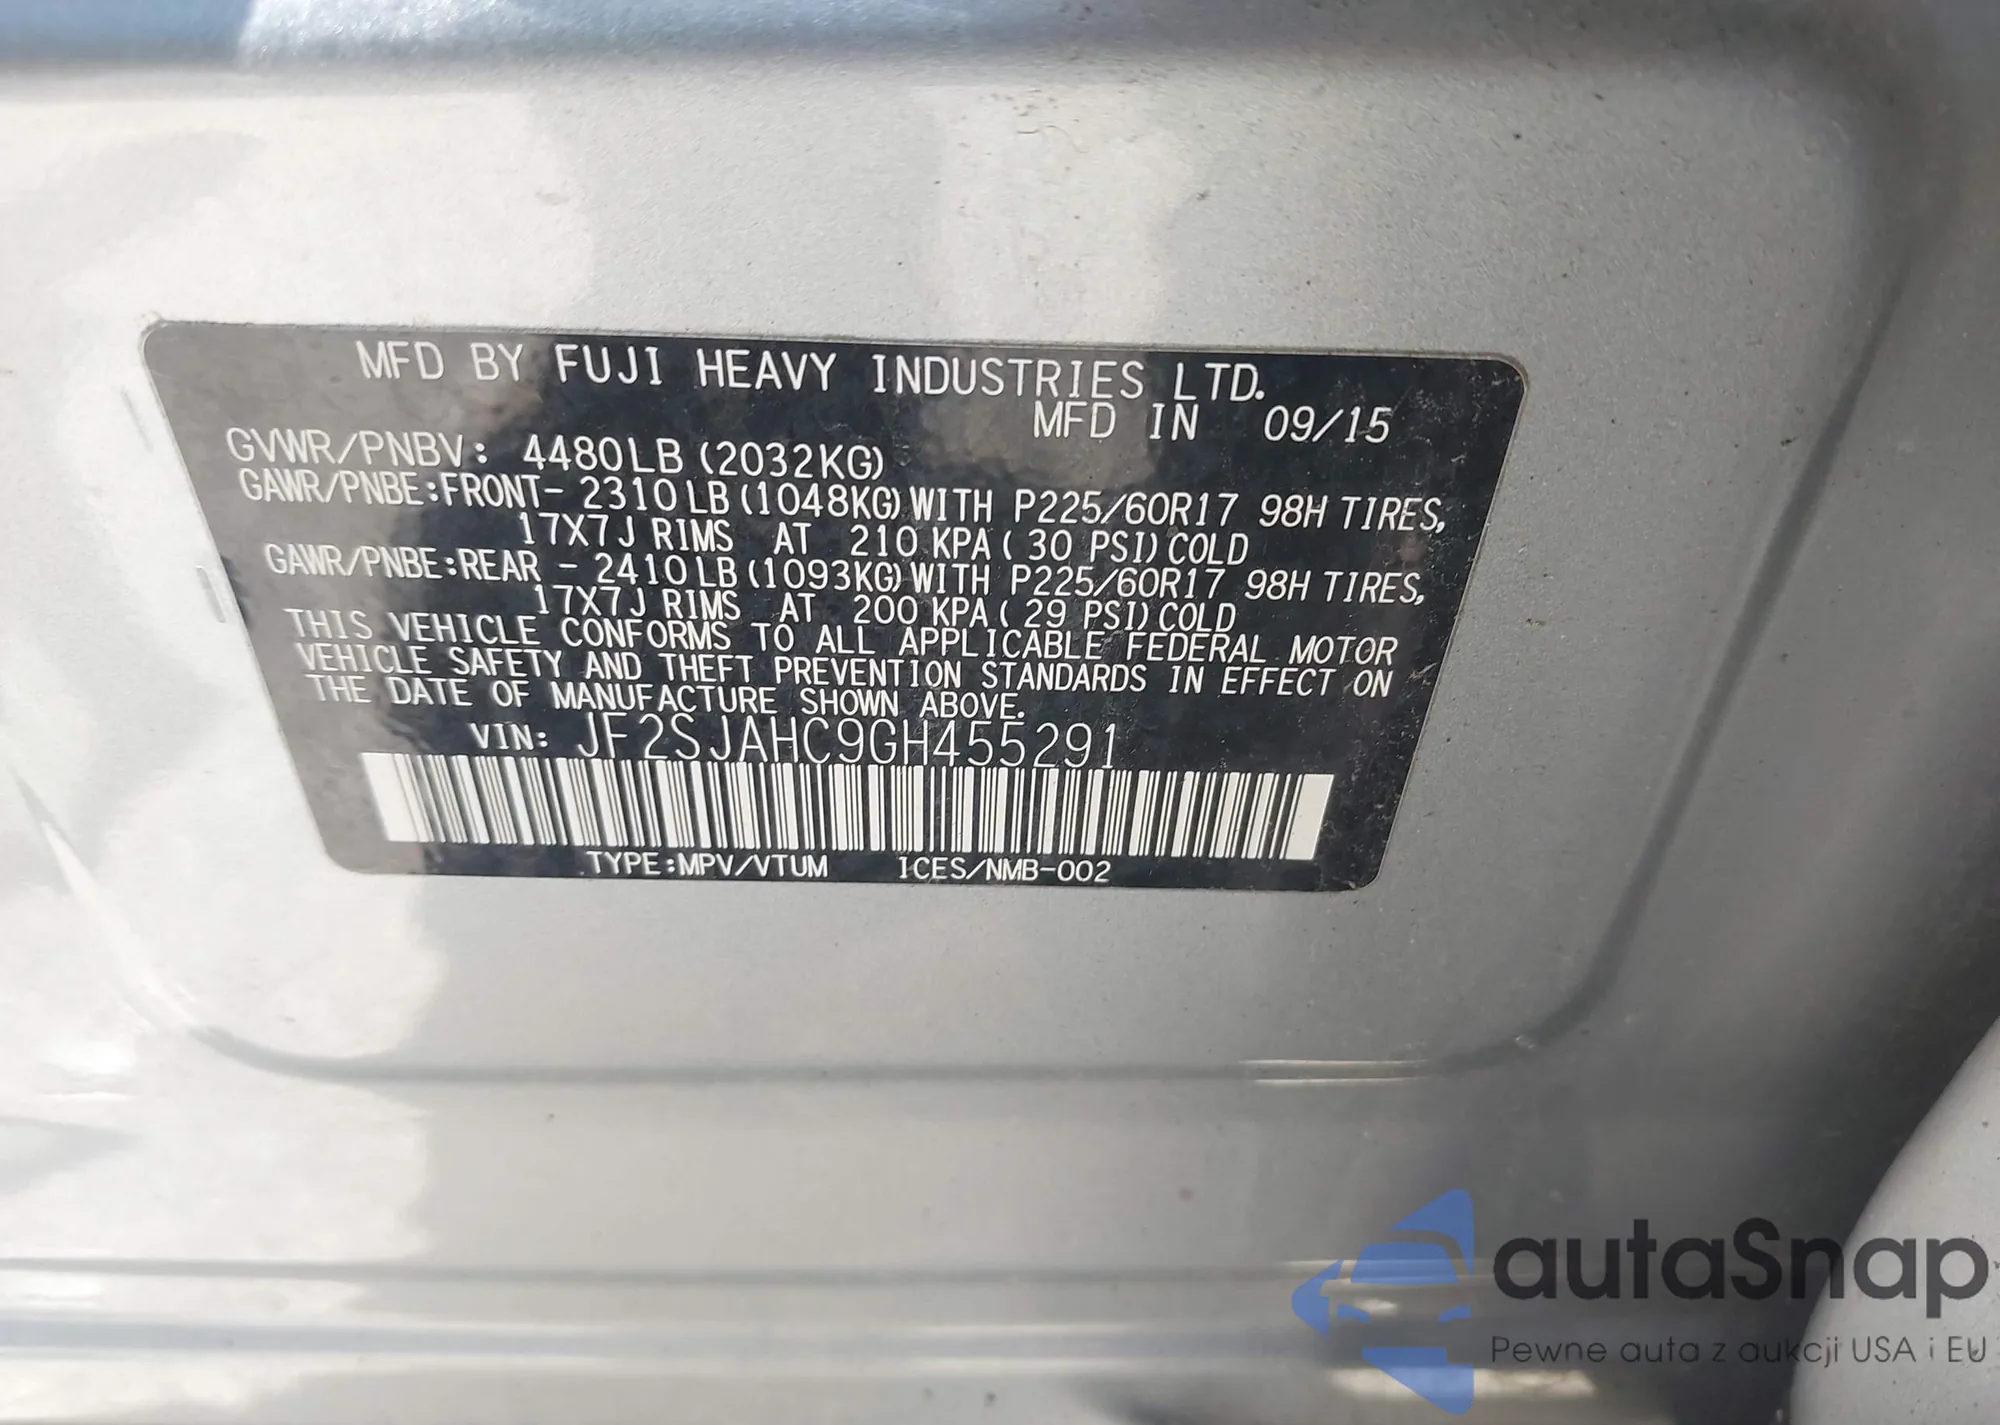 MFD BY FUJI HEAVY INDUSTRIES LTD.
MFD IN 09/15
GVWR/PNBV: 4480LB (2032KG)
GAWR/PNBE:FRONT- 2310LB (1048KG) WITH P225/60R17 98H TIRES,
17X7J RIMS AT 210 KPA ( 30 PSI) COLD
GAWR/PNBE:REAR - 2410LB (1093KG) WITH P225/60R17 98H TIRES,
17X7J RIMS AT 200 KPA ( 29 PSI) COLD
THIS VEHICLE CONFORMS TO ALL APPLICABLE FEDERAL MOTOR
VEHICLE SAFETY AND THEFT PREVENTION STANDARDS IN EFFECT ON
THE DATE OF MANUFACTURE SHOWN ABOVE.
VIN: JF2SJAHC9GH455291
TYPE:MPV/VTUM ICES/NMB-002
autaSnap
Pewne auta z aukcji USA i EU